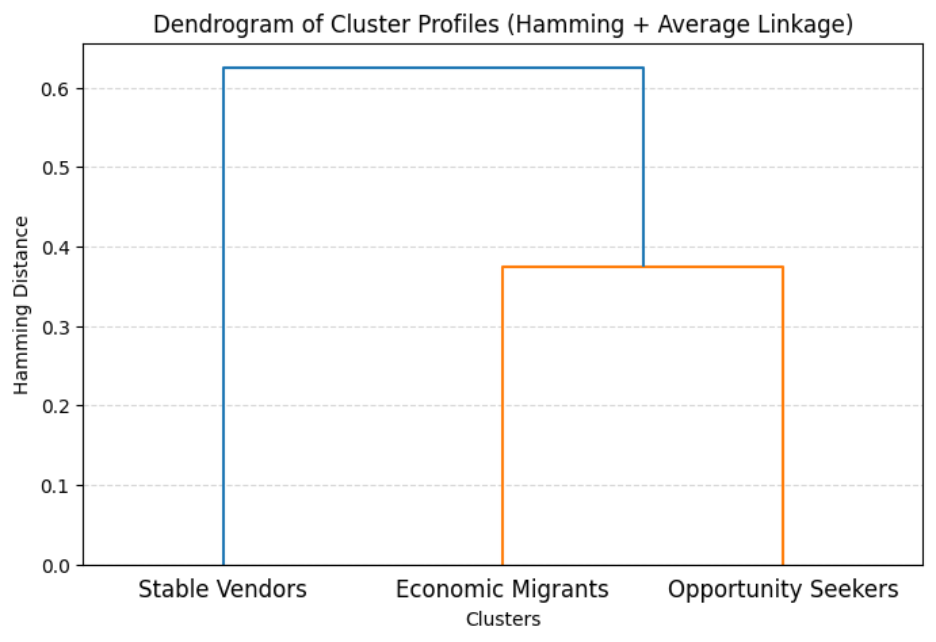 Dendrogram of Cluster Profiles (Hamming + Average Linkage)
Hamming Distance
0.6
0.5
0.4
0.3
0.2
0.1
0.0
Stable Vendors
Economic Migrants
Opportunity Seekers
Clusters